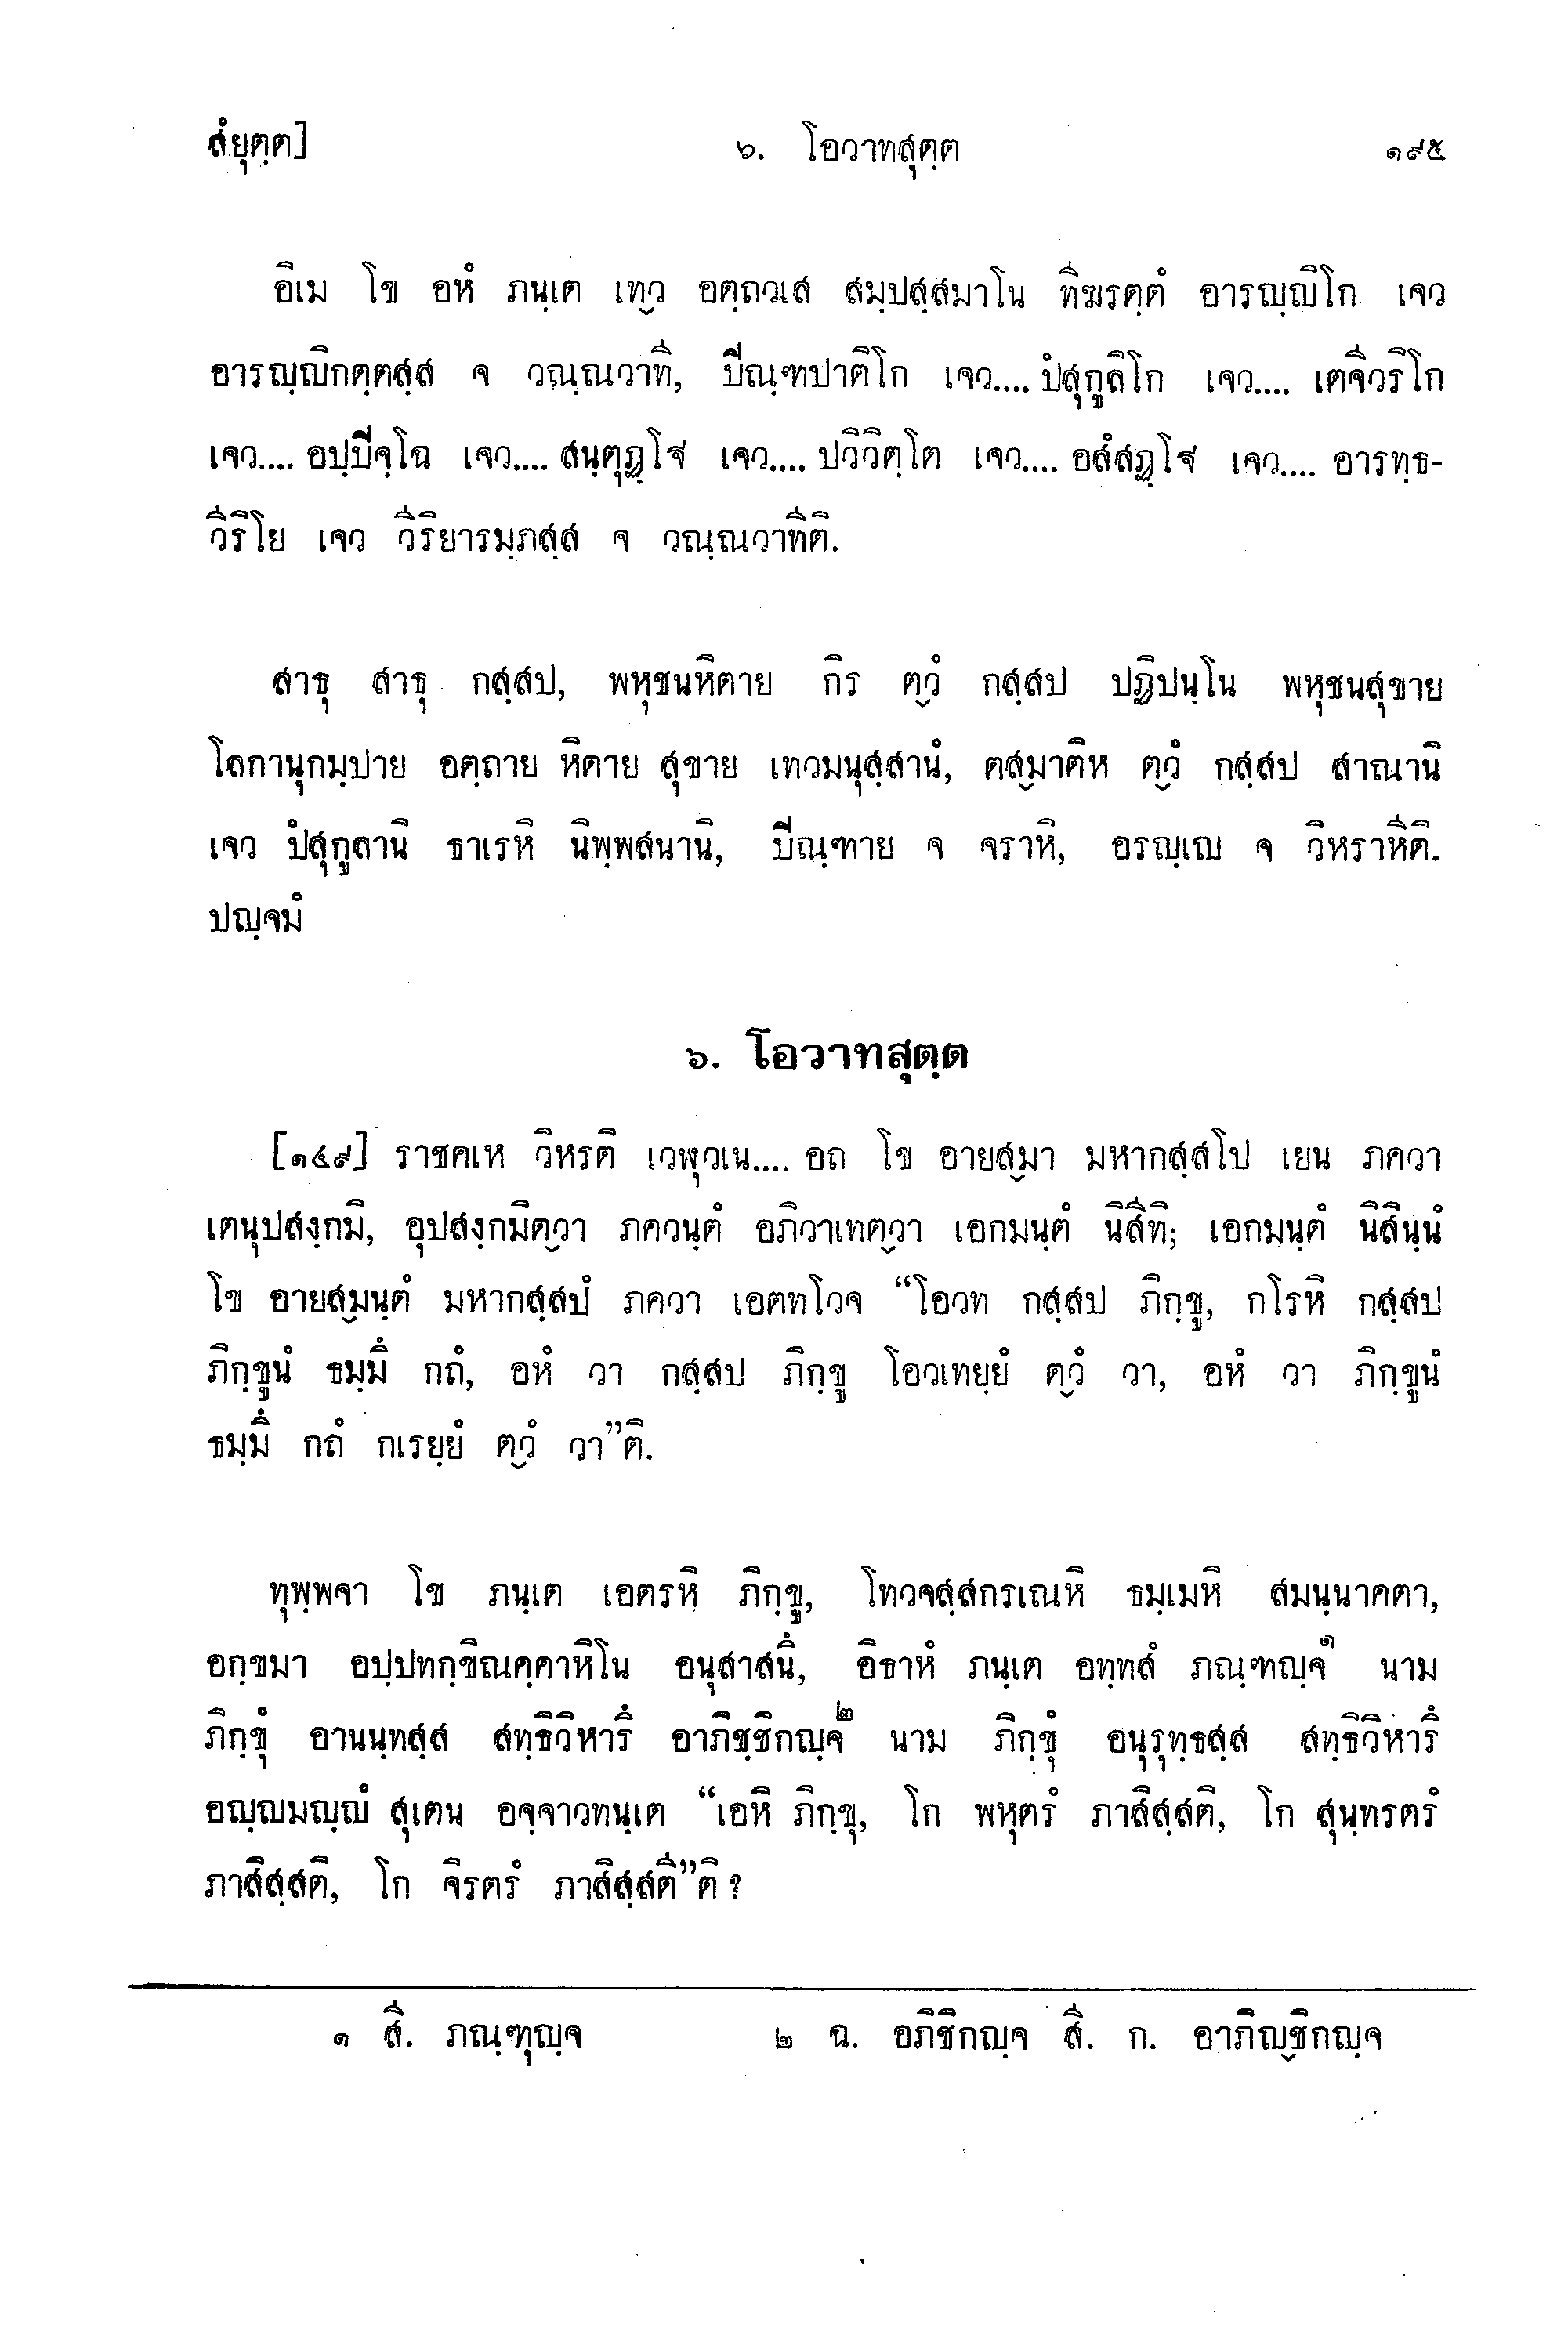 สํยุตฺต]
๖. โอวาทสุตฺต
๑๙๕
อิเม โข อหํ ภนฺเต เทฺว อตฺถวเส สมฺปสฺสมาโน ทีฆรตฺตํ อารญฺญิโก เจว
อารญฺญิกตฺตสฺส จ วณฺณวาที, ปิณฺฑปาติโก เจว.... ปํสุกูลิโก เจว.... เตจีวริโก
เจว.... อปฺปิจฺโฉ เจว.... สนฺตุฏฺโฐ เจว.... ปวิวิตฺโต เจว.... อสํสฏฺโฐ เจว.... อารทฺธ-
วีริโย เจว วีริยารมฺภสฺส จ วณฺณวาทีติ.
สาธุ สาธุ กสฺสป, พหุชนหิตาย กิร ตฺวํ กสฺสป ปฏิปนฺโน พหุชนสุขาย
โลกานุกมฺปาย อตฺถาย หิตาย สุขาย เทวมนุสฺสานํ, ตสฺมาติห ตฺวํ กสฺสป สาณานิ
เจว ปํสุกูลานิ ธาเรหิ นิพฺพสนานิ, ปิณฺฑาย จ จราหิ, อรญฺเญ จ วิหราหีติ.
ปญฺจมํ
๖. โอวาทสุตฺต
[๑๔๙] ราชคเห วิหรติ เวฬุวเน.... อถ โข อายสฺมา มหากสฺสโป เยน ภควา
เตนุปสงฺกมิ, อุปสงฺกมิตฺวา ภควนฺตํ อภิวาเทตฺวา เอกมนฺตํ นิสีทิ; เอกมนฺตํ นิสินฺนํ
โข อายสฺมนฺตํ มหากสฺสปํ ภควา เอตทโวจ “โอวท กสฺสป ภิกฺขู, กโรหิ กสฺสป
ภิกฺขูนํ ธมฺมึ กถํ, อหํ วา กสฺสป ภิกฺขู โอวเทยฺยํ ตฺวํ วา, อหํ วา ภิกฺขูนํ
ธมฺมึ กถํ กเรยฺยํ ตฺวํ วา”ติ.
ทุพฺพจา โข ภนฺเต เอตรหิ ภิกฺขู, โทวจสฺสกรเณหิ ธมฺเมหิ สมนฺนาคตา,
อกฺขมา อปฺปทกฺขิณคฺคาหิโน อนุสาสนึ, อิธาหํ ภนฺเต อทฺทสํ ภณฺฑญฺจํ๑ นาม
ภิกฺขุํ อานนฺทสฺส สทฺธิวิหารึ อาภิชฺชิกญฺจํ๒ นาม ภิกฺขุํ อนุรุทฺธสฺส สทฺธิวิหารึ
อญฺญมญฺญํ สุเตน อจฺจาวทนฺเต “เอหิ ภิกฺขุ, โก พหุตรํ ภาสิสฺสติ, โก สุนฺทรตรํ
ภาสิสฺสติ, โก จิรตรํ ภาสิสฺสตี”ติ ?
๑ สี. ภณฺฑุญฺจ
๒ ฉ. อภิชิกญฺจ สี. ก. อาภิญฺชิกญฺจ